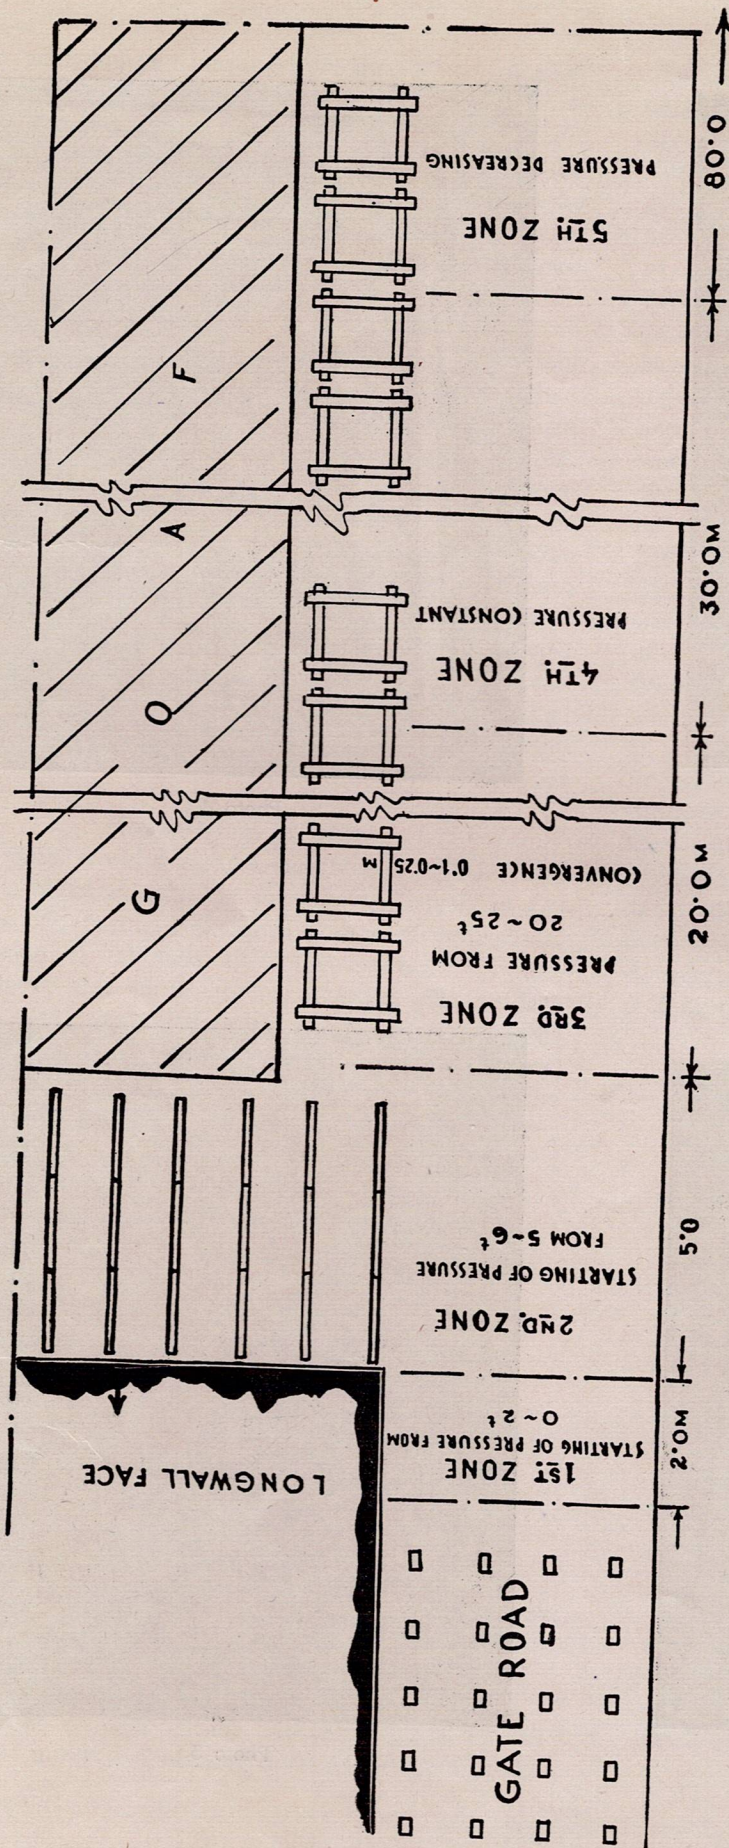 GATE ROAD
LONGWALL FACE
1ST. ZONE
STARTING OF PRESSURE FROM
0~2t
2·0M
2ND. ZONE
STARTING OF PRESSURE
FROM 5~6t
5·0
3RD. ZONE
PRESSURE FROM
20~25t
CONVERGENCE 0'1~0·25 M
20·0M
4TH. ZONE
PRESSURE CONSTANT
30·0M
5TH. ZONE
PRESSURE DECREASING
80·0
G O A F